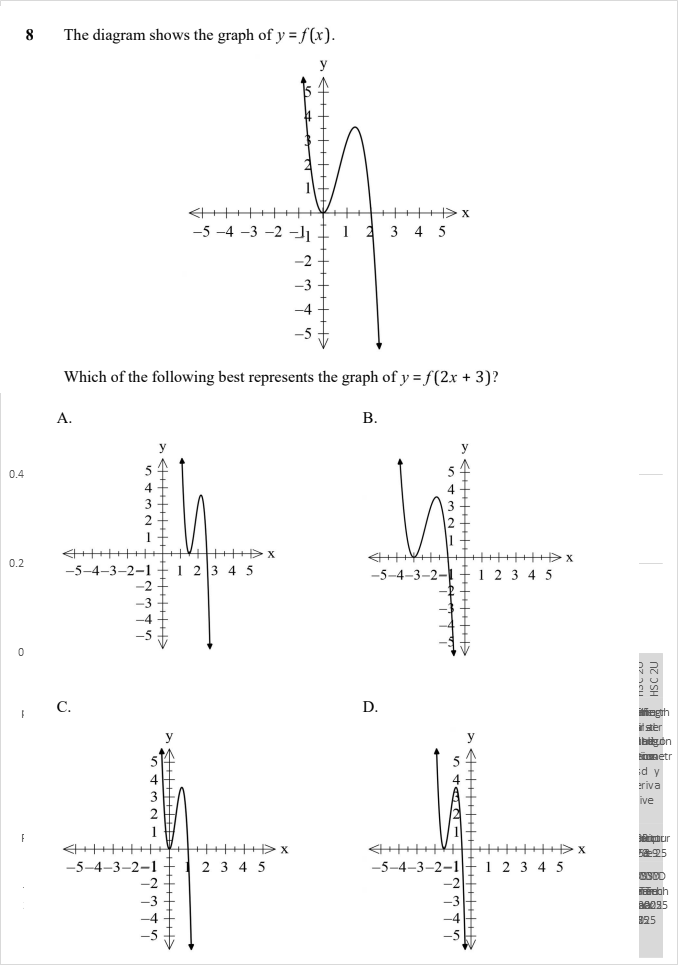 8 The diagram shows the graph of y = f(x).
y
5
4
3
2
1
x
−5 −4 −3 −2 −1 1 2 3 4 5
−1
−2
−3
−4
−5
Which of the following best represents the graph of y = f(2x + 3)?
A.
y
5
4
3
2
1
x
−5−4−3−2−1 1 2 3 4 5
−2
−3
−4
−5
B.
y
5
4
3
2
1
x
−5−4−3−2−1 1 2 3 4 5
−2
−3
−4
−5
C.
y
5
4
3
2
1
x
−5−4−3−2−1 1 2 3 4 5
−2
−3
−4
−5
D.
y
5
4
3
2
1
x
−5−4−3−2−1 1 2 3 4 5
−2
−3
−4
−5
0.4
0.2
0
HSC 2U